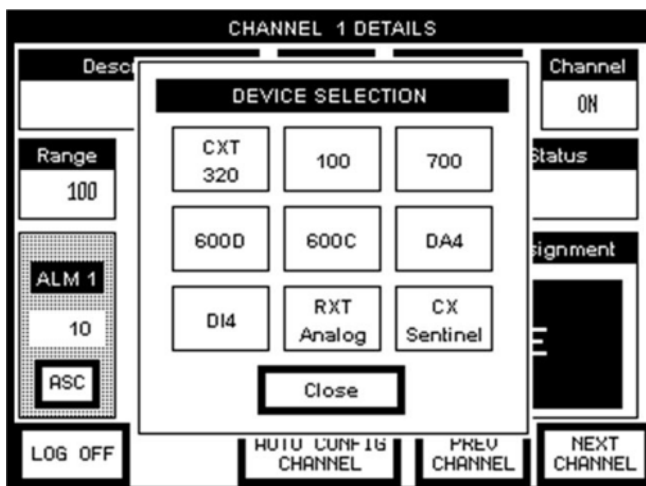 CHANNEL 1 DETAILS
Channel
DEVICE SELECTION
ON
CXT
320
100
700
Range
100
600D
600C
DA4
ALM 1
10
DI4
RXT
Analog
CX
Sentinel
ASC
Close
LOG OFF
AUTO CONFIG
CHANNEL
PREV
CHANNEL
NEXT
CHANNEL